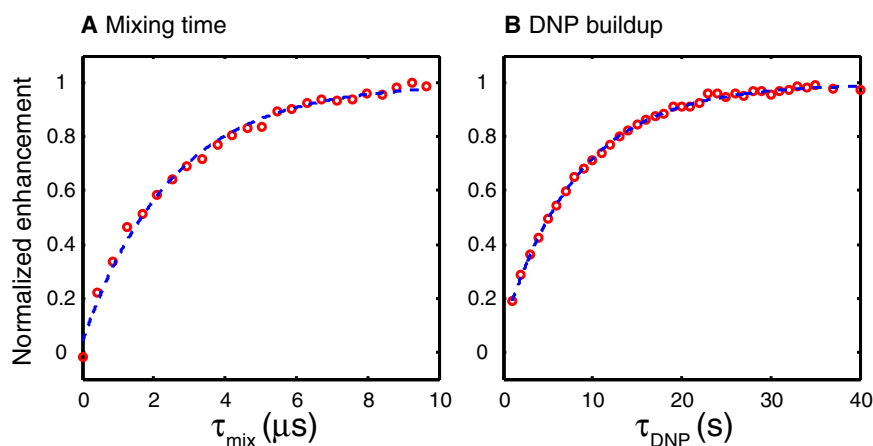 A Mixing time
B DNP buildup
Normalized enhancement
1
0.8
0.6
0.4
0.2
0
0 2 4 6 8 10
τmix (μs)
1
0.8
0.6
0.4
0.2
0
0 10 20 30 40
τDNP (s)